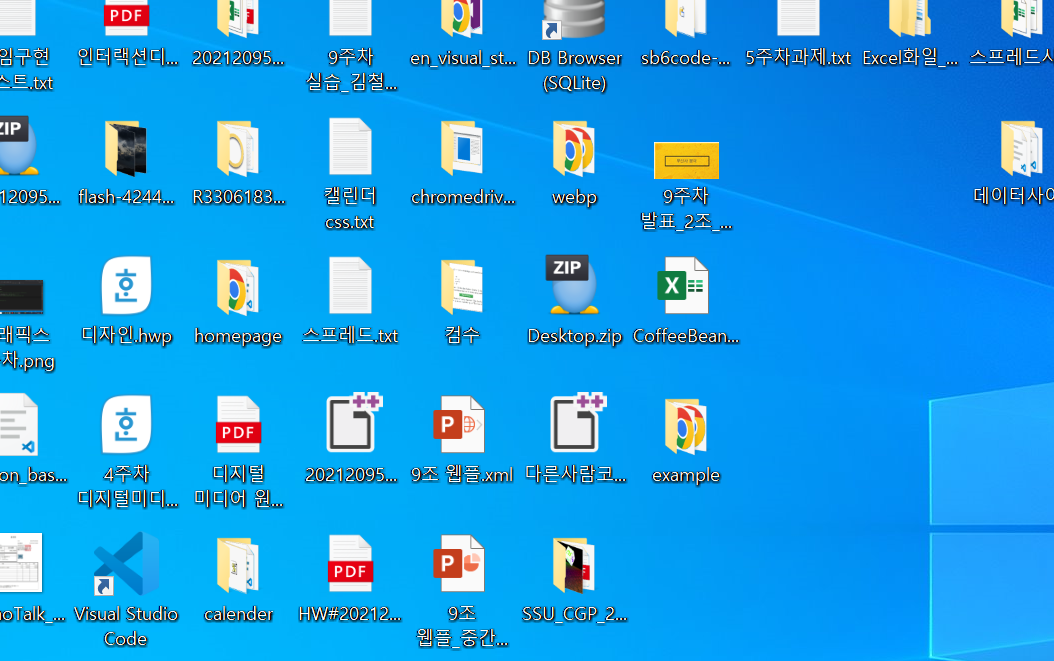 PDF
임구현 인터랙션디... 20212095... 9주차 en_visual_st... DB Browser sb6code-... 5주차과제.txt Excel화일_... 스프레드시
스트.txt 실습_김철... (SQLite)
ZIP
12095... flash-4244... R3306183... 캘린더 chromedriv... webp 9주차 데이터사이
css.txt 발표_2조_...
ZIP X
래픽스 디자인.hwp homepage 스프레드.txt 컴수 Desktop.zip CoffeeBean...
차.png
PDF ++ P ++
on_bas... 4주차 디지털 20212095... 9조 웹플.xml 다른사람코... example
디지털미디... 미디어 원...
PDF P
oTalk_... Visual Studio calender HW#20212... 9조 SSU_CGP_2...
Code 웹플_중간...